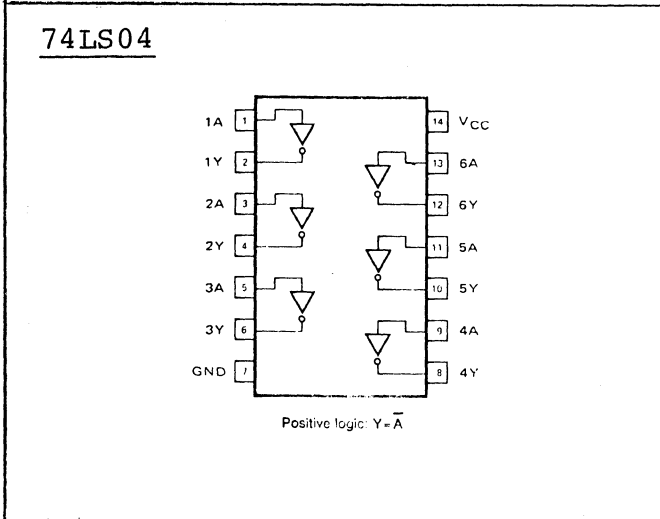 74LS04
1A 1 14 VCC
1Y 2 13 6A
2A 3 12 6Y
2Y 4 11 5A
3A 5 10 5Y
3Y 6 9 4A
GND 7 8 4Y
Positive logic: Y = A̅